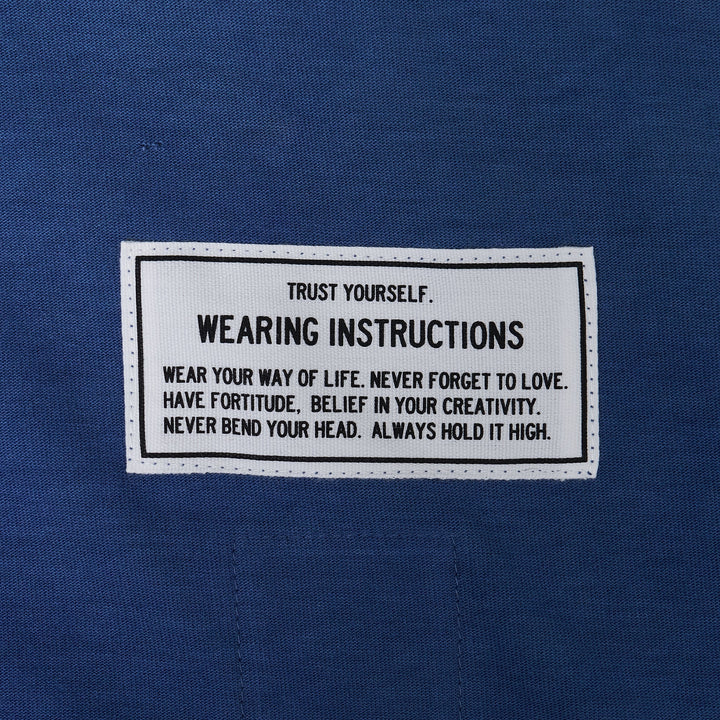 TRUST YOURSELF.
WEARING INSTRUCTIONS
WEAR YOUR WAY OF LIFE. NEVER FORGET TO LOVE.
HAVE FORTITUDE, BELIEF IN YOUR CREATIVITY.
NEVER BEND YOUR HEAD. ALWAYS HOLD IT HIGH.